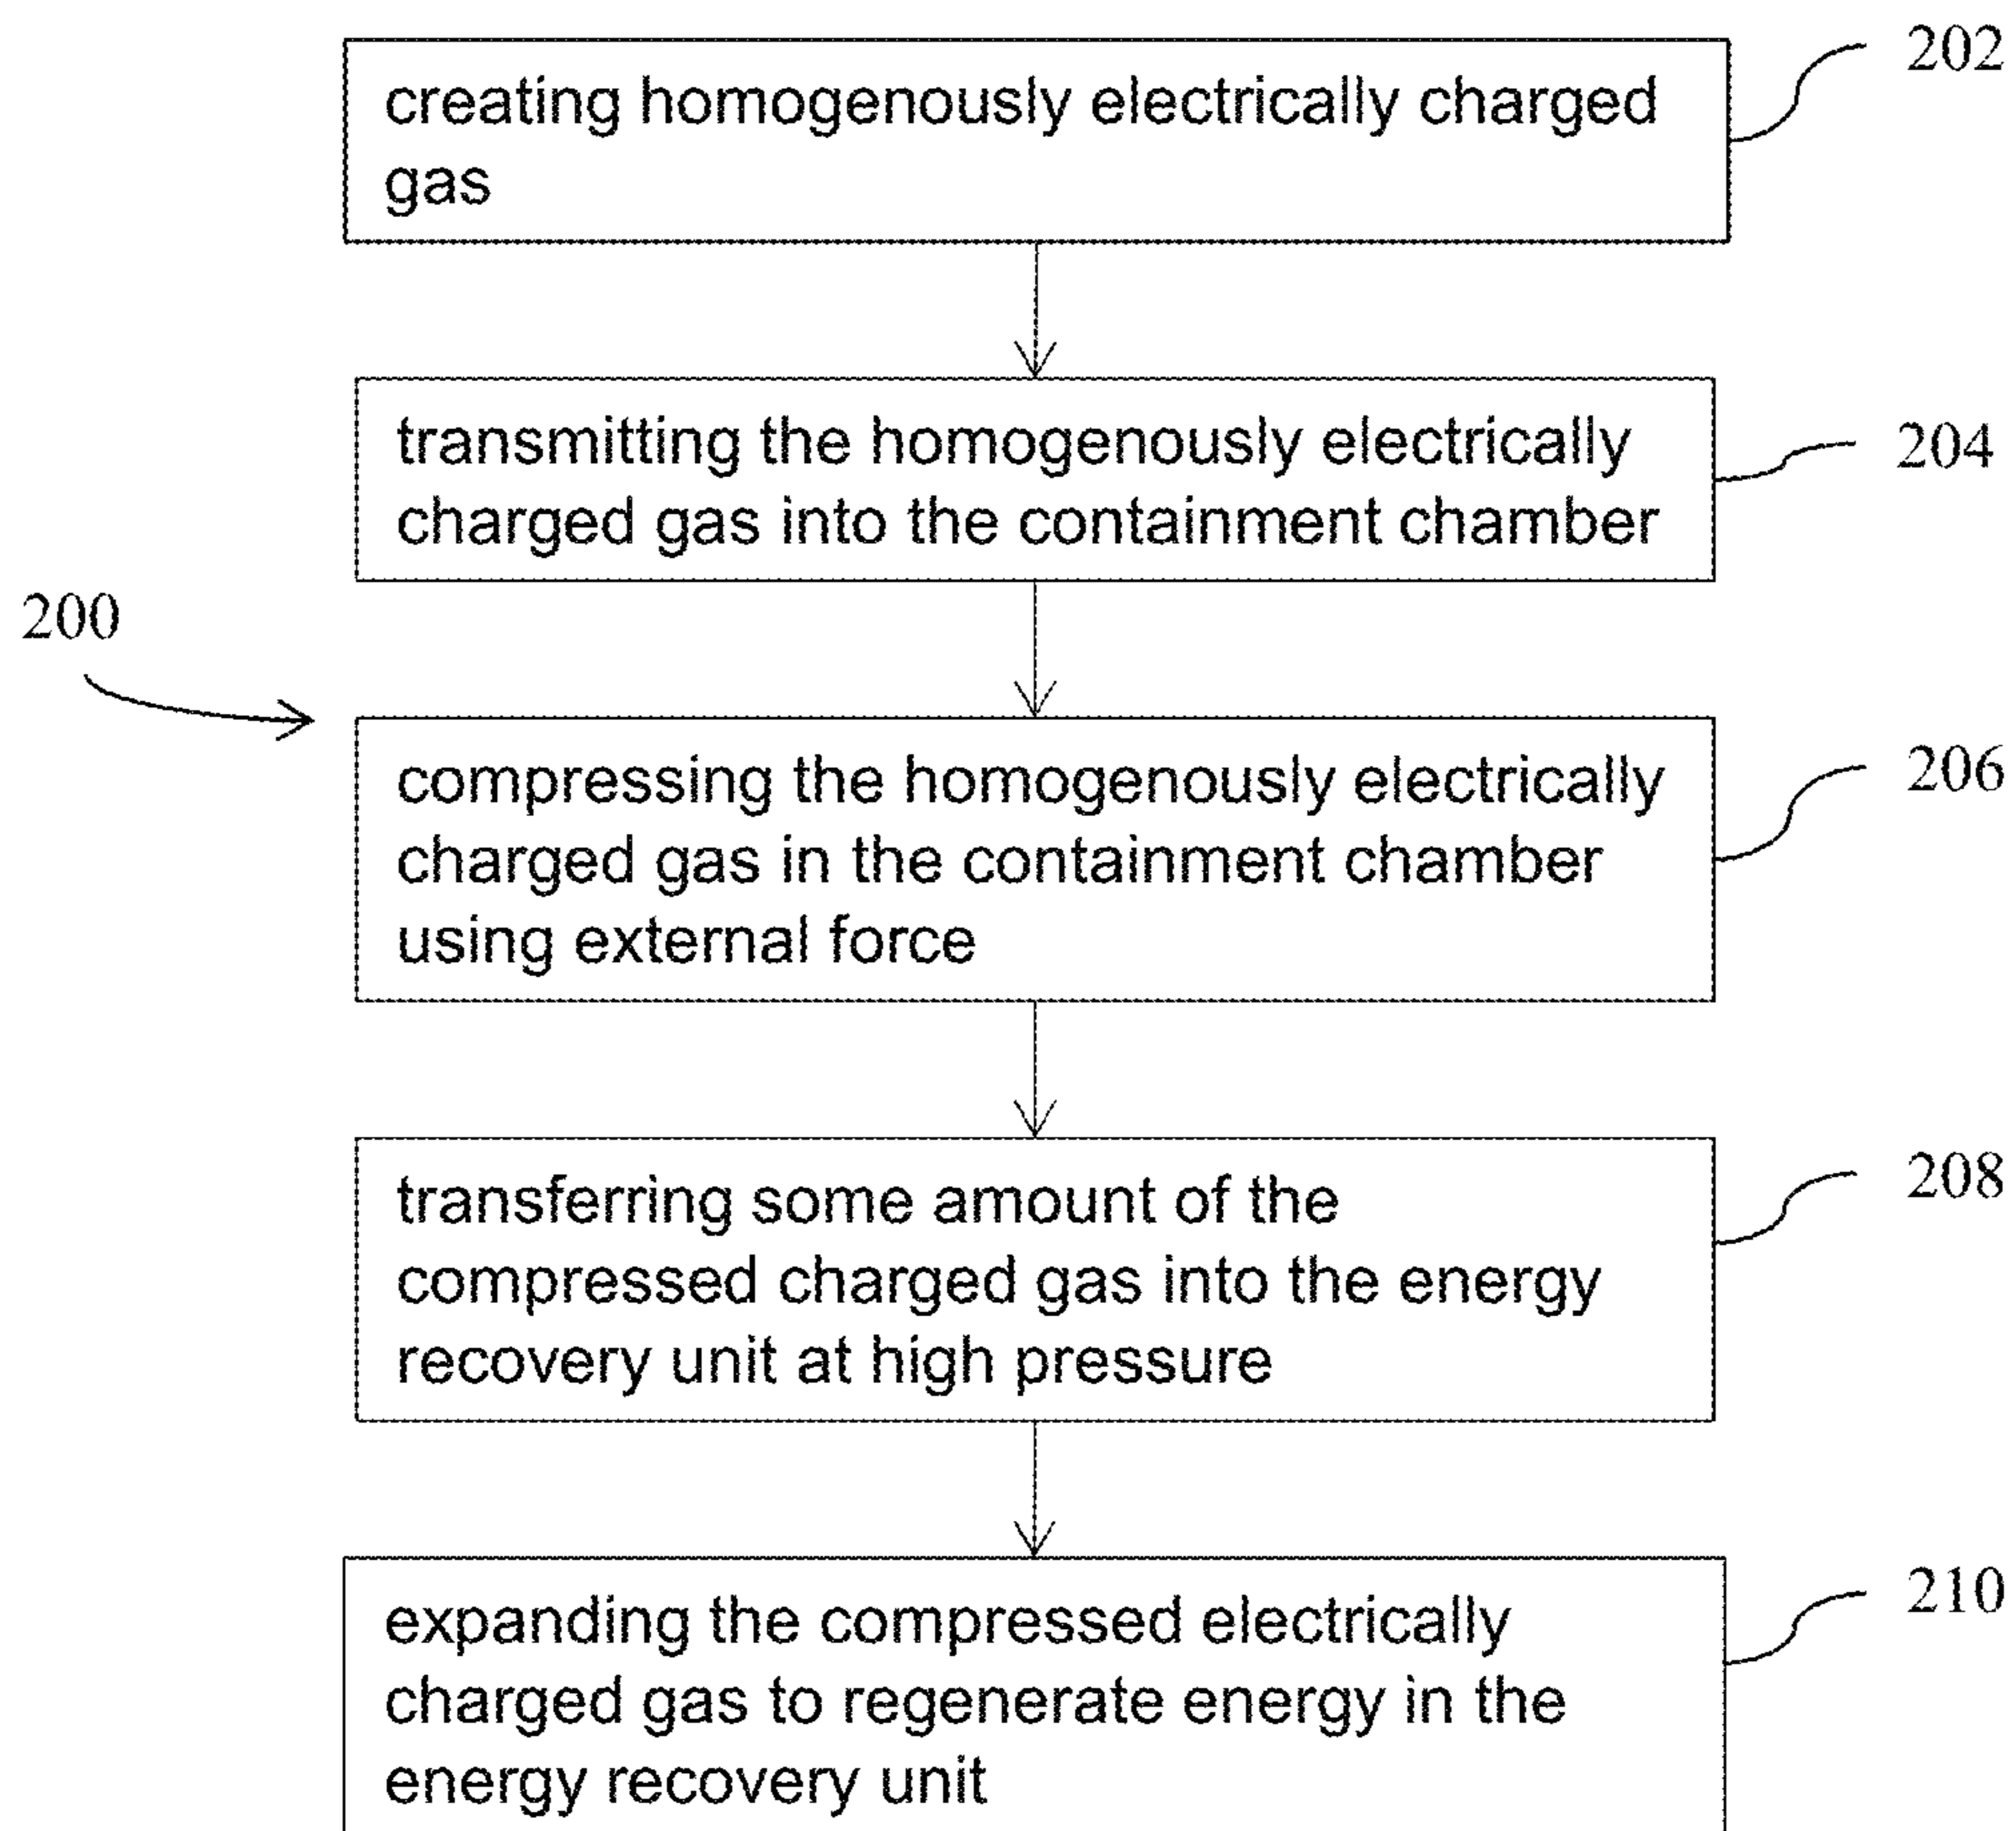 creating homogenously electrically charged
gas
202
transmitting the homogenously electrically
charged gas into the containment chamber
204
200
compressing the homogenously electrically
charged gas in the containment chamber
using external force
206
transferring some amount of the
compressed charged gas into the energy
recovery unit at high pressure
208
expanding the compressed electrically
charged gas to regenerate energy in the
energy recovery unit
210